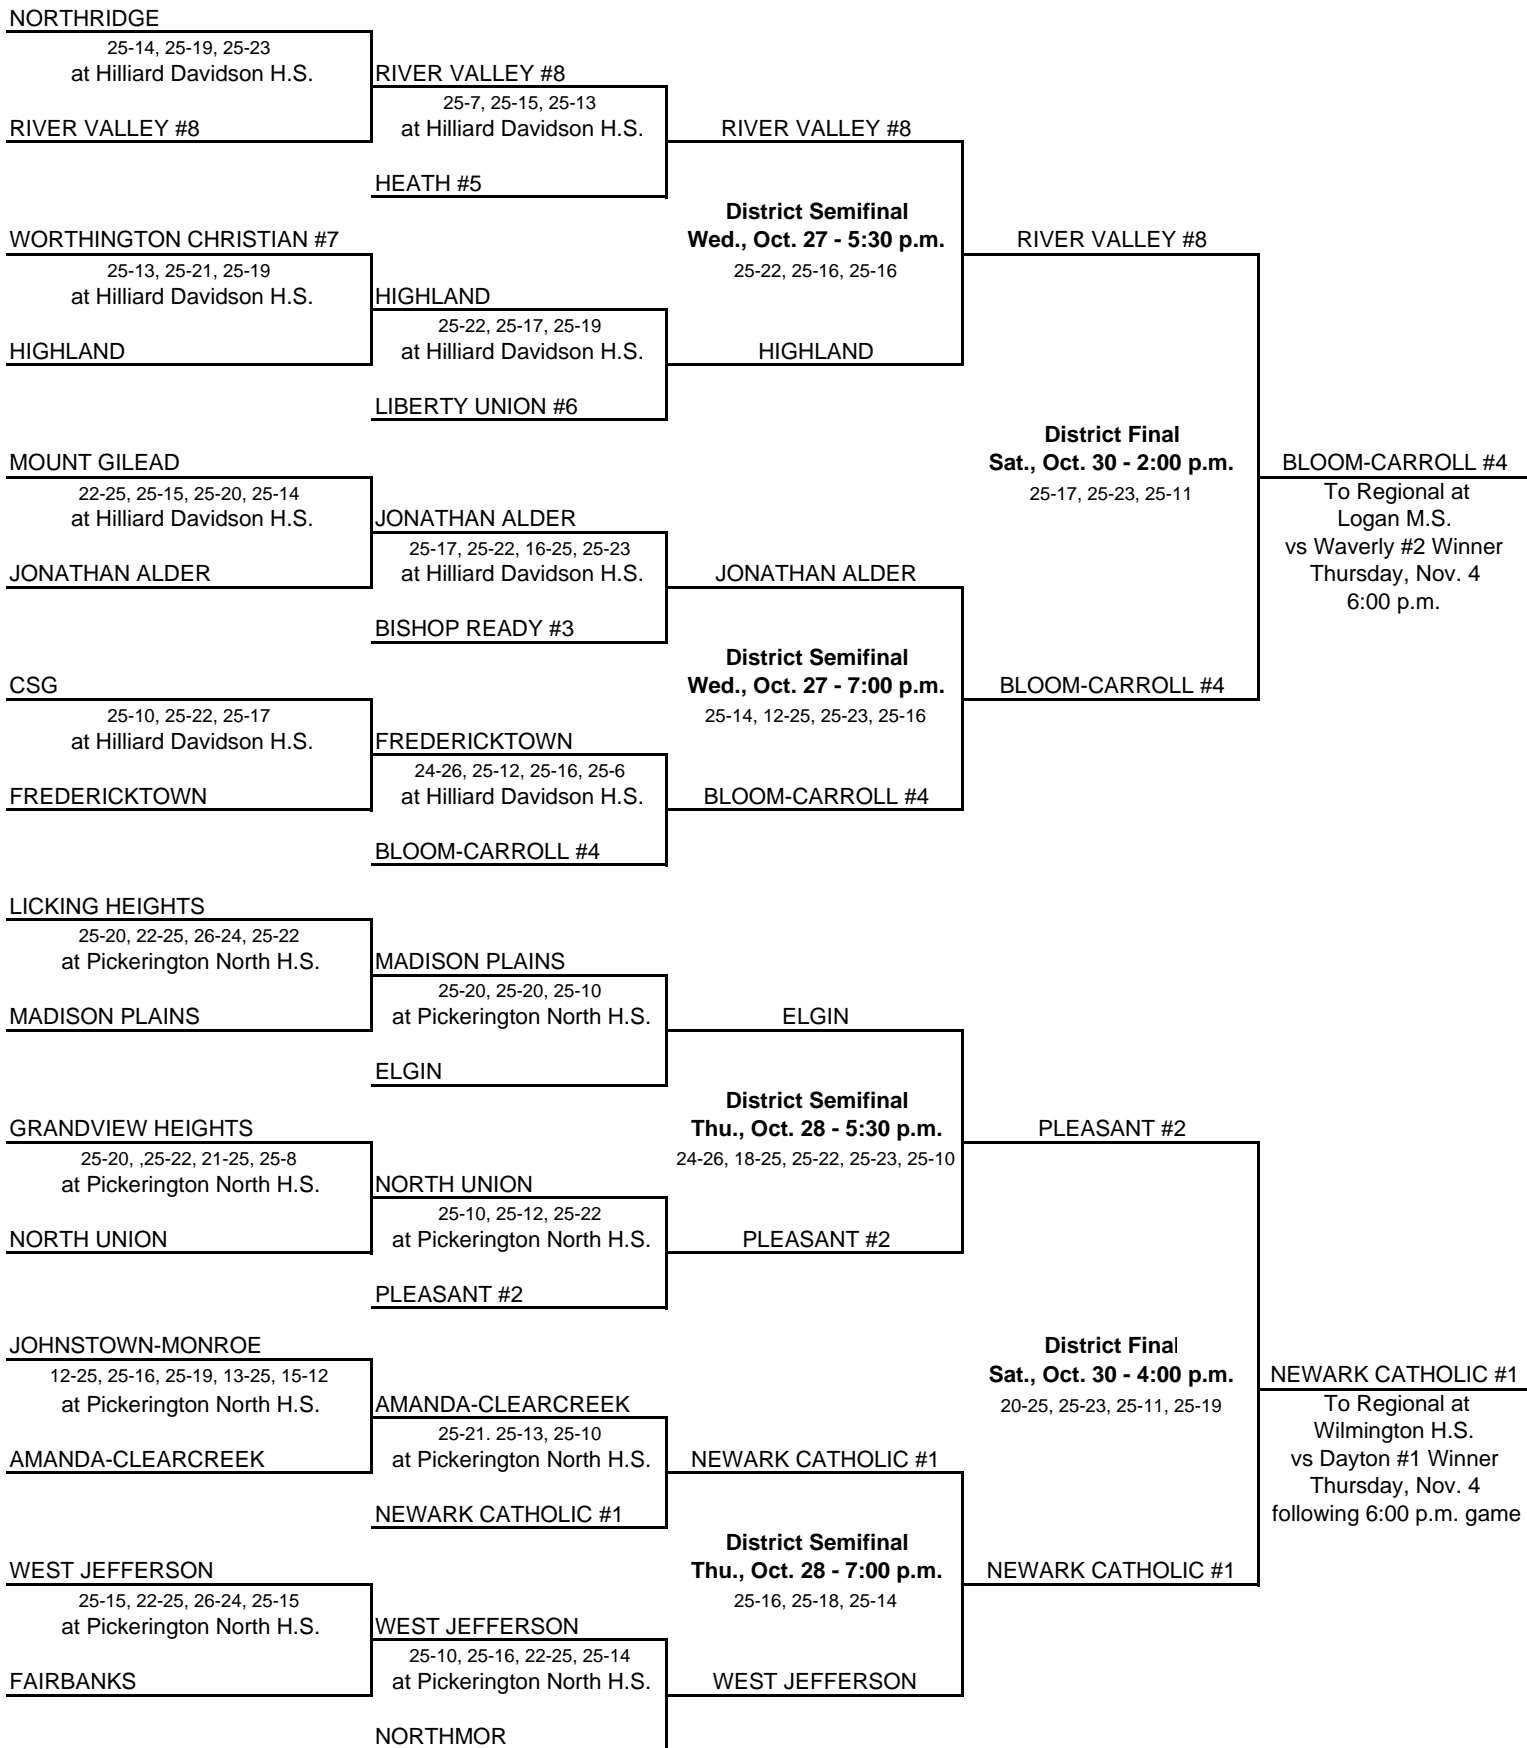 NORTHRIDGE
25-14, 25-19, 25-23
at Hilliard Davidson H.S.
RIVER VALLEY #8
RIVER VALLEY #8
25-7, 25-15, 25-13
at Hilliard Davidson H.S.
HEATH #5
RIVER VALLEY #8
WORTHINGTON CHRISTIAN #7
25-13, 25-21, 25-19
at Hilliard Davidson H.S.
HIGHLAND
HIGHLAND
25-22, 25-17, 25-19
at Hilliard Davidson H.S.
LIBERTY UNION #6
HIGHLAND
District Semifinal
Wed., Oct. 27 - 5:30 p.m.
25-22, 25-16, 25-16
RIVER VALLEY #8
MOUNT GILEAD
22-25, 25-15, 25-20, 25-14
at Hilliard Davidson H.S.
JONATHAN ALDER
JONATHAN ALDER
25-17, 25-22, 16-25, 25-23
at Hilliard Davidson H.S.
BISHOP READY #3
JONATHAN ALDER
CSG
25-10, 25-22, 25-17
at Hilliard Davidson H.S.
FREDERICKTOWN
FREDERICKTOWN
24-26, 25-12, 25-16, 25-6
at Hilliard Davidson H.S.
BLOOM-CARROLL #4
BLOOM-CARROLL #4
District Semifinal
Wed., Oct. 27 - 7:00 p.m.
25-14, 12-25, 25-23, 25-16
BLOOM-CARROLL #4
District Final
Sat., Oct. 30 - 2:00 p.m.
25-17, 25-23, 25-11
BLOOM-CARROLL #4
To Regional at
Logan M.S.
vs Waverly #2 Winner
Thursday, Nov. 4
6:00 p.m.
LICKING HEIGHTS
25-20, 22-25, 26-24, 25-22
at Pickerington North H.S.
MADISON PLAINS
MADISON PLAINS
25-20, 25-20, 25-10
at Pickerington North H.S.
ELGIN
ELGIN
GRANDVIEW HEIGHTS
25-20, ,25-22, 21-25, 25-8
at Pickerington North H.S.
NORTH UNION
NORTH UNION
25-10, 25-12, 25-22
at Pickerington North H.S.
PLEASANT #2
PLEASANT #2
District Semifinal
Thu., Oct. 28 - 5:30 p.m.
24-26, 18-25, 25-22, 25-23, 25-10
PLEASANT #2
JOHNSTOWN-MONROE
12-25, 25-16, 25-19, 13-25, 15-12
at Pickerington North H.S.
AMANDA-CLEARCREEK
AMANDA-CLEARCREEK
25-21. 25-13, 25-10
at Pickerington North H.S.
NEWARK CATHOLIC #1
NEWARK CATHOLIC #1
WEST JEFFERSON
25-15, 22-25, 26-24, 25-15
at Pickerington North H.S.
FAIRBANKS
WEST JEFFERSON
25-10, 25-16, 22-25, 25-14
at Pickerington North H.S.
NORTHMOR
WEST JEFFERSON
District Semifinal
Thu., Oct. 28 - 7:00 p.m.
25-16, 25-18, 25-14
NEWARK CATHOLIC #1
District Final
Sat., Oct. 30 - 4:00 p.m.
20-25, 25-23, 25-11, 25-19
NEWARK CATHOLIC #1
To Regional at
Wilmington H.S.
vs Dayton #1 Winner
Thursday, Nov. 4
following 6:00 p.m. game